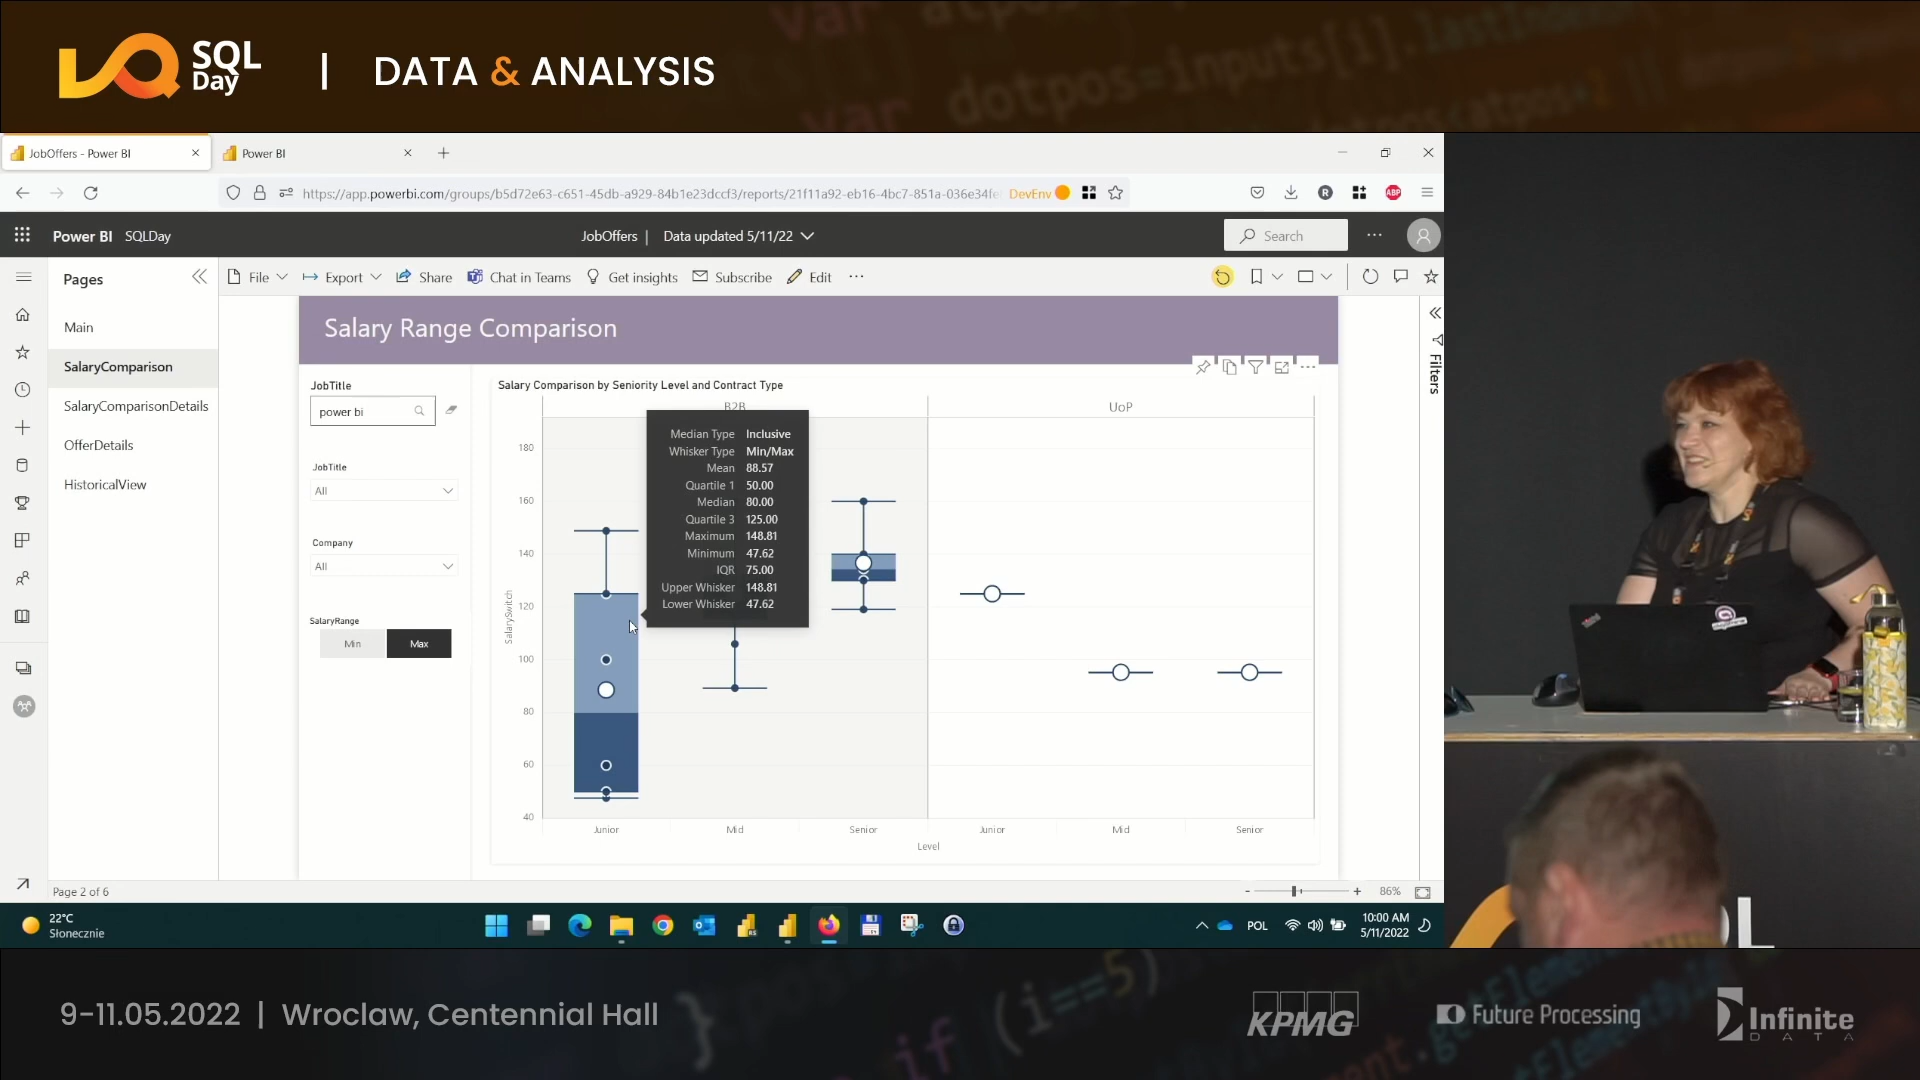 SQL
Day
| DATA & ANALYSIS
var
var dotpos=inputs[i].lastIndex
JobOffers - Power BI
Power BI
https://app.powerbi.com/groups/b5d72e63-c651-45db-a929-84b1e23dccf3/reports/21f11a92-eb16-4bc7-851a-036e34fe
DevEnv
R
ABP
Power BI SQLDay
JobOffers | Data updated 5/11/22
Search
Pages
File
Export
Share
Chat in Teams
Get insights
Subscribe
Edit
Main
SalaryComparison
SalaryComparisonDetails
OfferDetails
HistoricalView
Salary Range Comparison
Filters
JobTitle
power bi
JobTitle
All
Company
All
SalaryRange
Min
Max
Salary Comparison by Seniority Level and Contract Type
B2B
UoP
Median Type Inclusive
Whisker Type Min/Max
Mean 88.57
Quartile 1 50.00
Median 80.00
Quartile 3 125.00
Maximum 148.81
Minimum 47.62
IQR 75.00
Upper Whisker 148.81
Lower Whisker 47.62
180
160
140
120
100
80
60
40
SalarySwitch
Junior
Mid
Senior
Junior
Mid
Senior
Level
Page 2 of 6
86%
22°C
Słonecznie
POL
10:00 AM
5/11/2022
9-11.05.2022 | Wroclaw, Centennial Hall
KPMG
Future Processing
Infinite
DATA